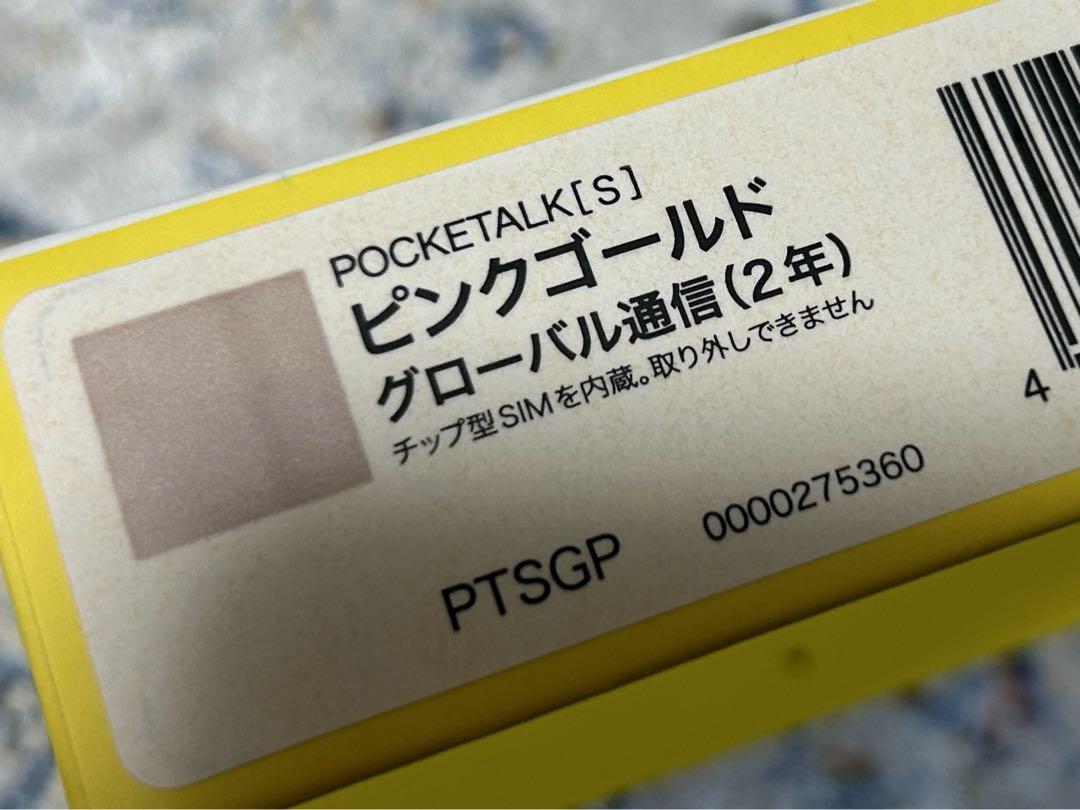 POCKETALK[S]
ピンクゴールド
グローバル通信(2年)
チップ型SIMを内蔵。取り外しできません
PTSGP
0000275360
4